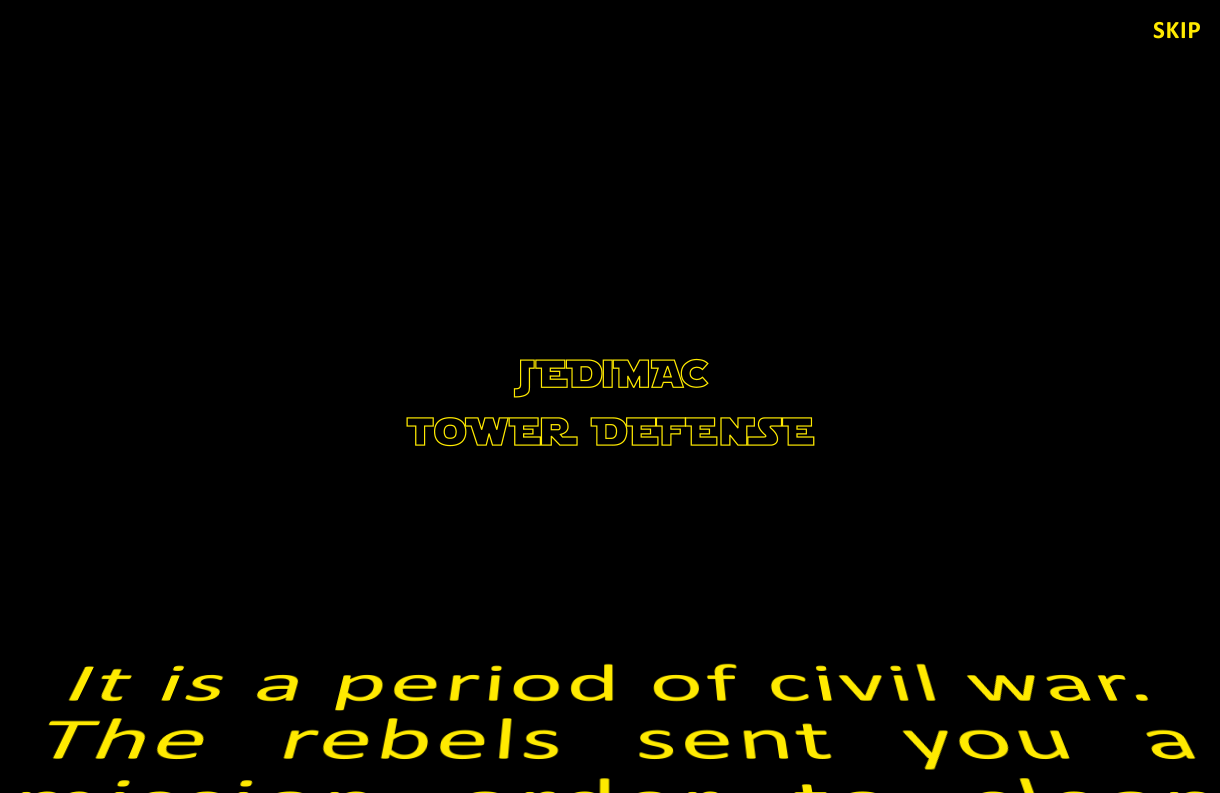 SKIP
JEDIMAC
TOWER DEFENSE
It is a period of civil war.
The rebels sent you a